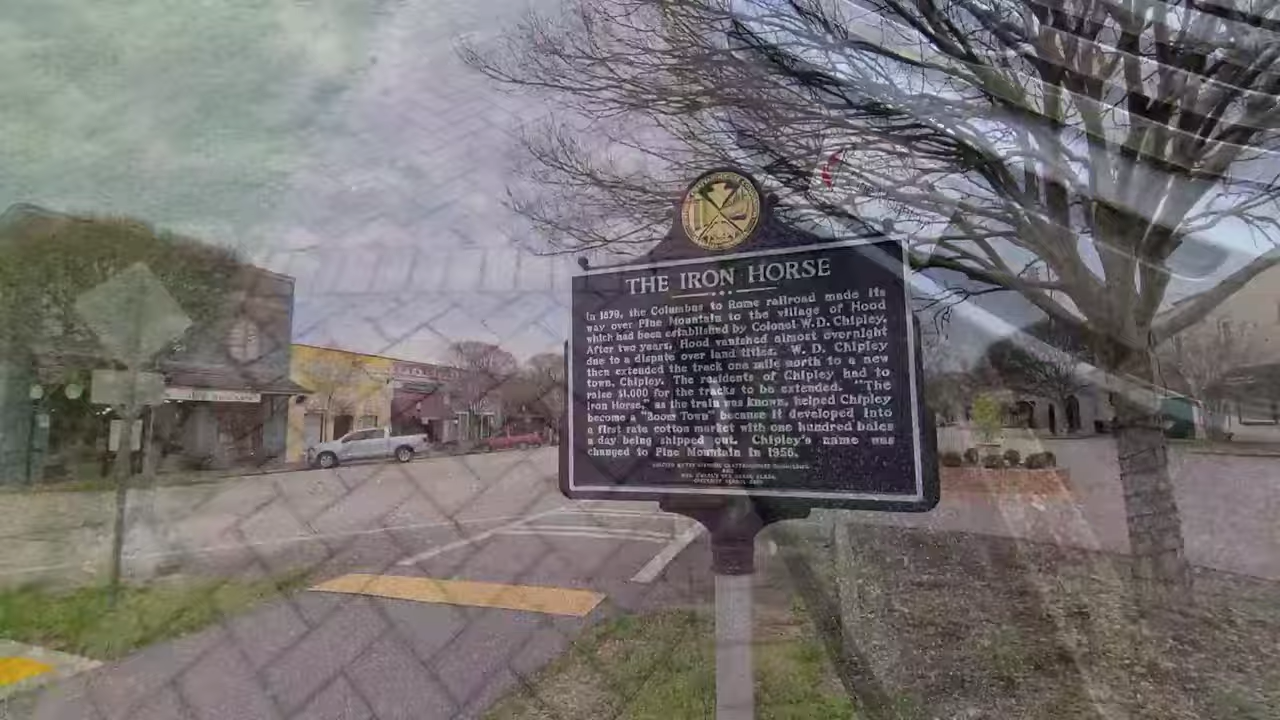 THE IRON HORSE
In 1879, the Columbus to Rome railroad made its
way over Pine Mountain to the village of Hood
which had been established by Colonel W.D. Chipley.
After two years, Hood vanished almost overnight
due to a dispute over land titles. W. D. Chipley
then extended the track one mile north to a new
town, Chipley. The residents of Chipley had to
raise $1,000 for the tracks to be extended. "The
Iron Horse," as the train was known, helped Chipley
become a "Boom Town" because it developed into
a first rate cotton market with one hundred bales
a day being shipped out. Chipley's name was
changed to Pine Mountain in 1958.